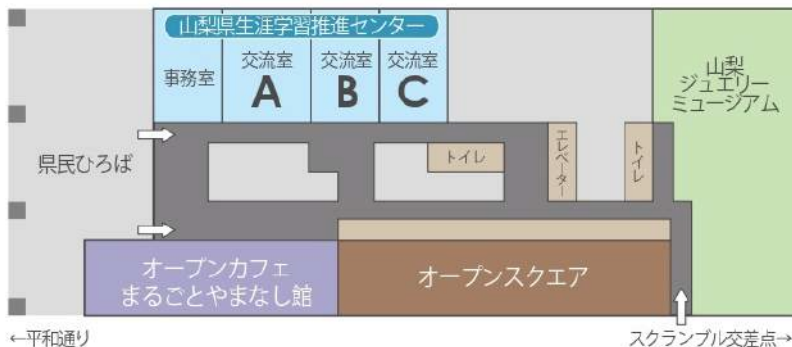 山梨県生涯学習推進センター
事務室
交流室
A
交流室
B
交流室
C
山梨
ジュエリー
ミュージアム
県民ひろば
トイレ
エレベーター
トイレ
オープンカフェ
まるごとやまなし館
オープンスクエア
←平和通り
スクランブル交差点→